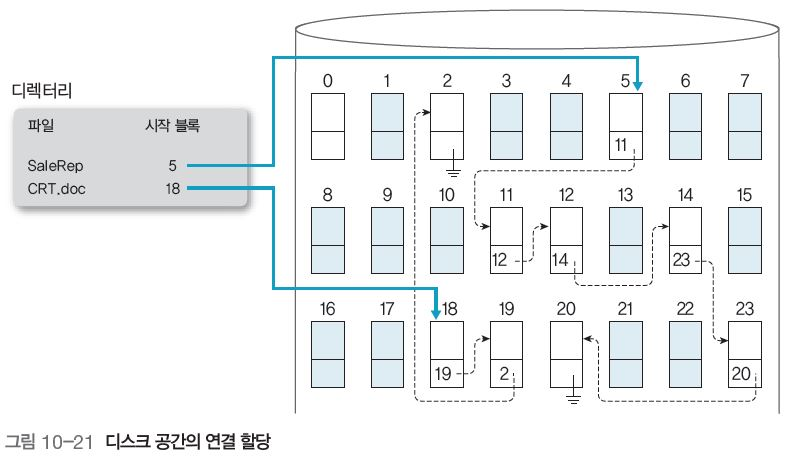 디렉터리
파일 시작 블록
SaleRep 5
CRT.doc 18
0 1 2 3 4 5 6 7
11
8 9 10 11 12 13 14 15
12 14 23
16 17 18 19 20 21 22 23
19 2 20
그림 10-21 디스크 공간의 연결 할당